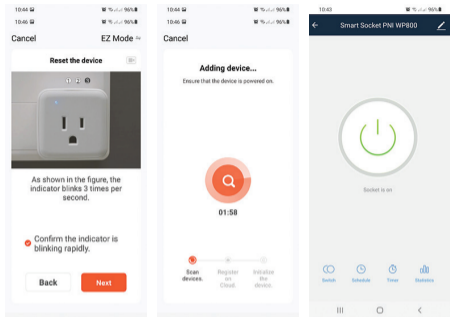 10:44
96%
10:46
96%
Cancel
EZ Mode
Reset the device
As shown in the figure, the
indicator blinks 3 times per
second.
Confirm the indicator is
blinking rapidly.
Back
Next
10:44
96%
10:46
96%
Cancel
Adding device...
Ensure that the device is powered on.
01:58
Scan
devices.
Register
on
Cloud.
Initialize
the
device.
10:43
96%
Smart Socket PNI WP800
Socket is on
Switch
Schedule
Timer
Statistics